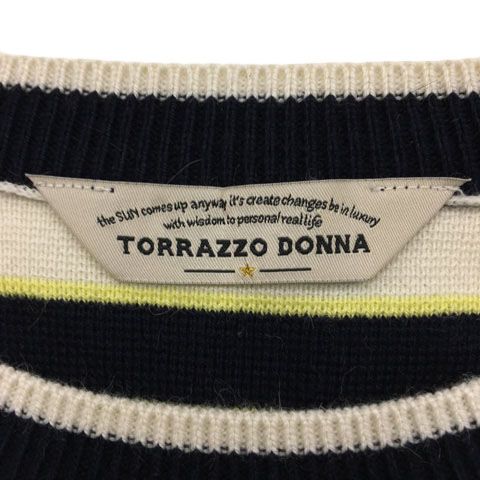 the SUN comes up anyway it's create changes be in luxury
with wisdom to personal real life
TORRAZZO DONNA